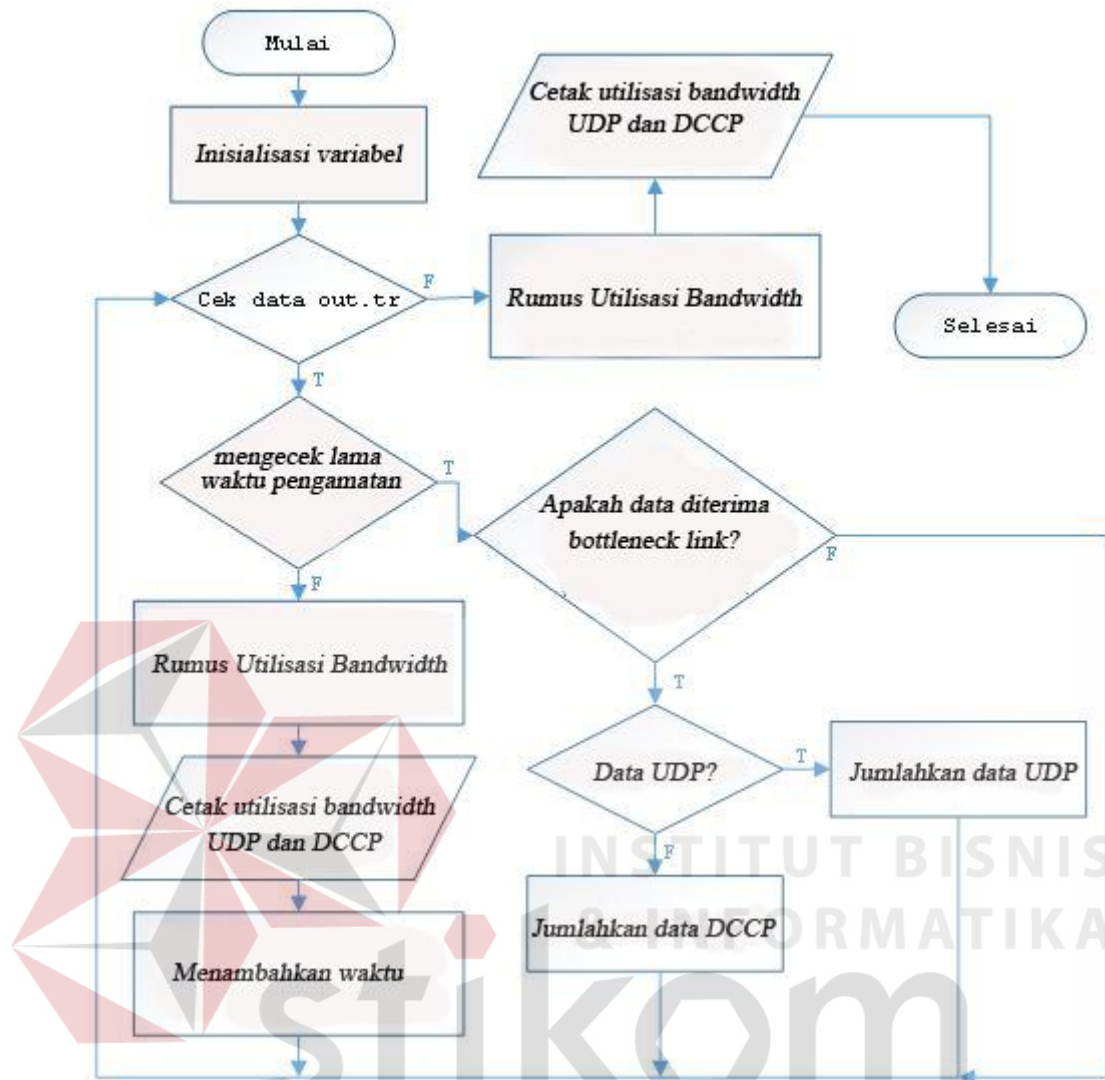 Mulai
Inisialisasi variabel
Cek data out.tr
F
T
Rumus Utilisasi Bandwidth
Cetak utilisasi bandwidth
UDP dan DCCP
Selesai
mengecek lama
waktu pengamatan
T
F
Apakah data diterima
bottleneck link?
F
T
Rumus Utilisasi Bandwidth
Cetak utilisasi bandwidth
UDP dan DCCP
Menambahkan waktu
Data UDP?
T
F
Jumlahkan data UDP
Jumlahkan data DCCP
INSTITUT BISNIS
& INFORMATIKA
stikom